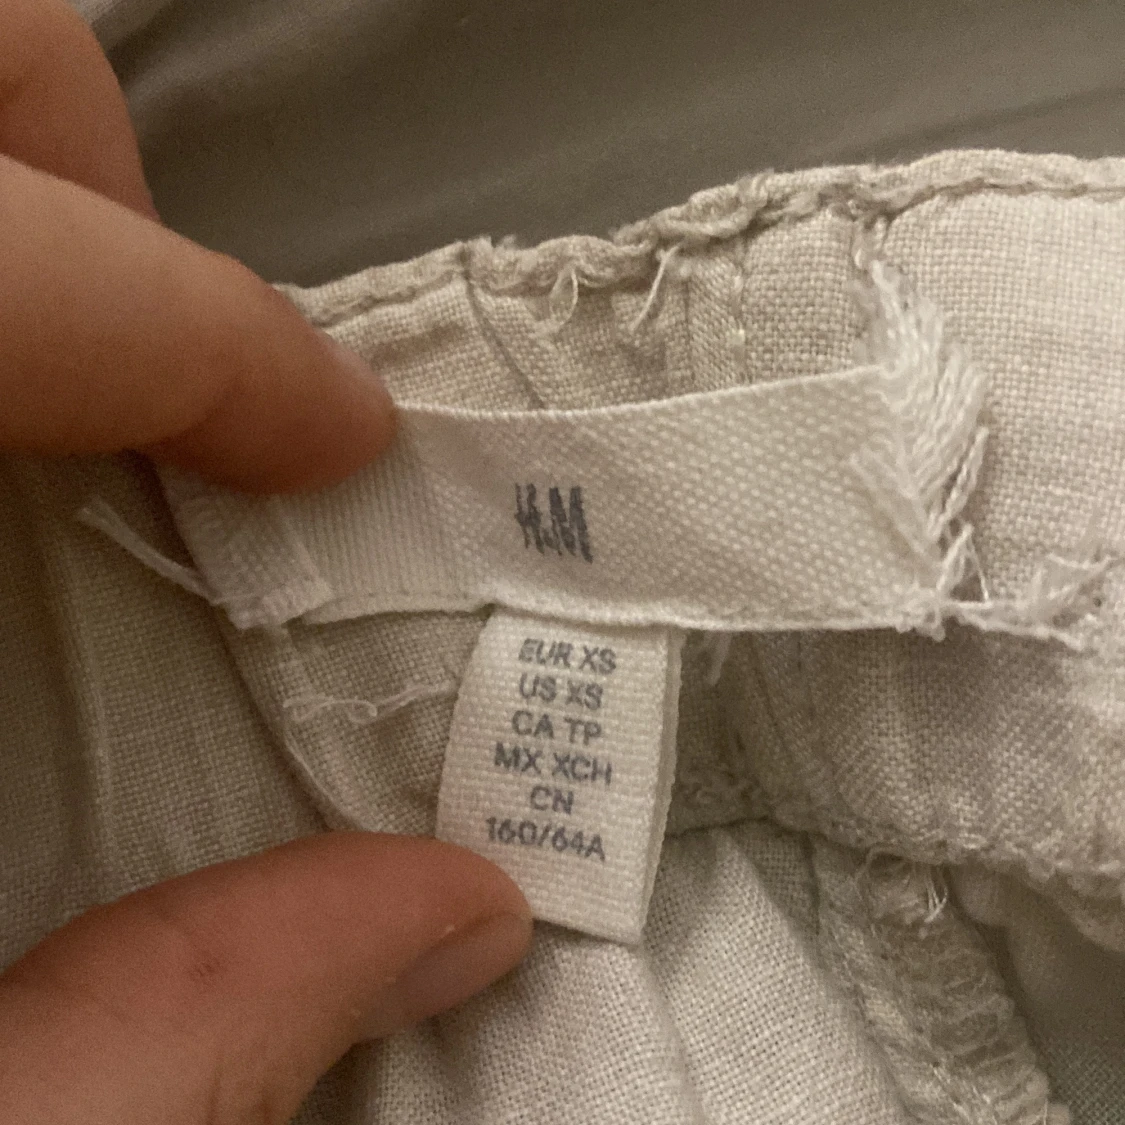 H&M
EUR XS
US XS
CA TP
MX XCH
CN
160/64A